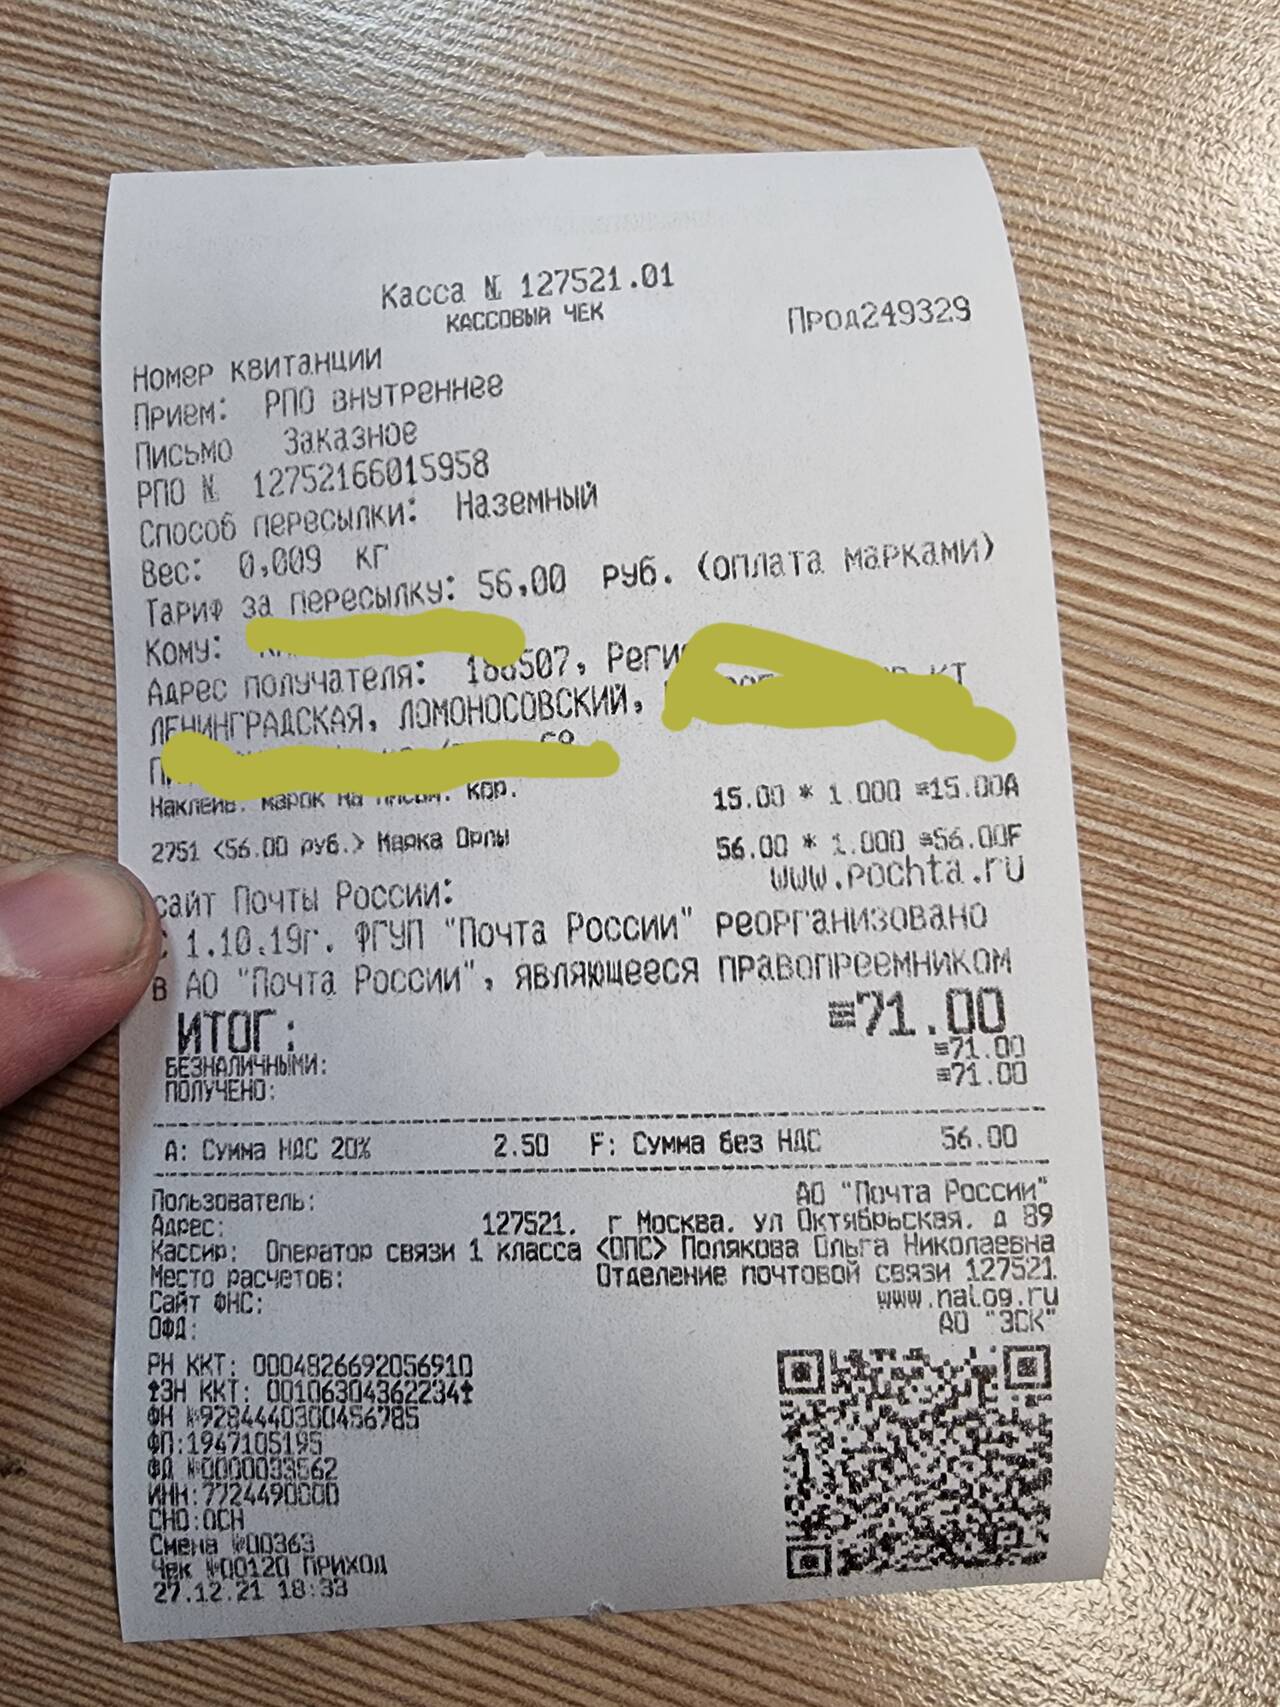 Касса № 127521.01
КАССОВЫЙ ЧЕК
Прод249329
Номер квитанции
Прием: РПО внутреннее
Письмо Заказное
РПО № 12752166015958
Способ пересылки: Наземный
Вес: 0,009 кг
Тариф за пересылку: 56,00 руб. (оплата марками)
Кому:
Адрес получателя: 188507,
ЛЕНИНГРАДСКАЯ, ЛОМОНОСОВСКИЙ,
Наклеив. марок на письм. кор. 15.00 * 1.000 ≡15.00А
2751 <56.00 руб.> Марка Орлы 56.00 * 1.000 ≡56.00F
сайт Почты России: www.pochta.ru
С 1.10.19г. ФГУП "Почта России" реорганизовано
в АО "Почта России", являющееся правопреемником
ИТОГ: ≡71.00
БЕЗНАЛИЧНЫМИ: ≡71.00
ПОЛУЧЕНО: ≡71.00
А: Сумма НДС 20% 2.50 F: Сумма без НДС 56.00
Пользователь: АО "Почта России"
Адрес: 127521, г Москва, ул Октябрьская, д 89
Кассир: Оператор связи 1 класса <ОПС> Полякова Ольга Николаевна
Место расчетов: Отделение почтовой связи 127521
Сайт ФНС: www.nalog.ru
ОФД: АО "ЭСК"
РН ККТ: 0004826692056910
↑ЗН ККТ: 00106304362234↑
ФН №9284440300456785
ФП:1947105195
ФД №0000033562
ИНН:7724490000
СНО:ОСН
Смена №00363
Чек №00120 ПРИХОД
27.12.21 18:33